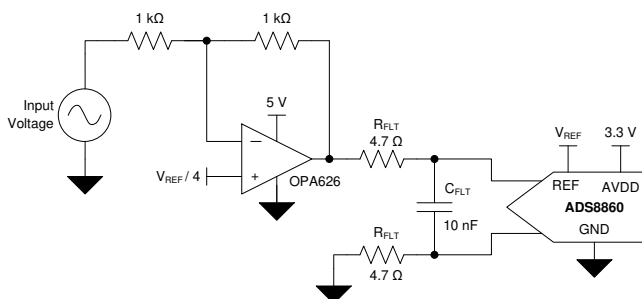 1 kΩ
1 kΩ
Input
Voltage
5 V
−
+
V_REF / 4
OPA626
R_FLT
4.7 Ω
C_FLT
10 nF
R_FLT
4.7 Ω
V_REF
3.3 V
REF
AVDD
ADS8860
GND